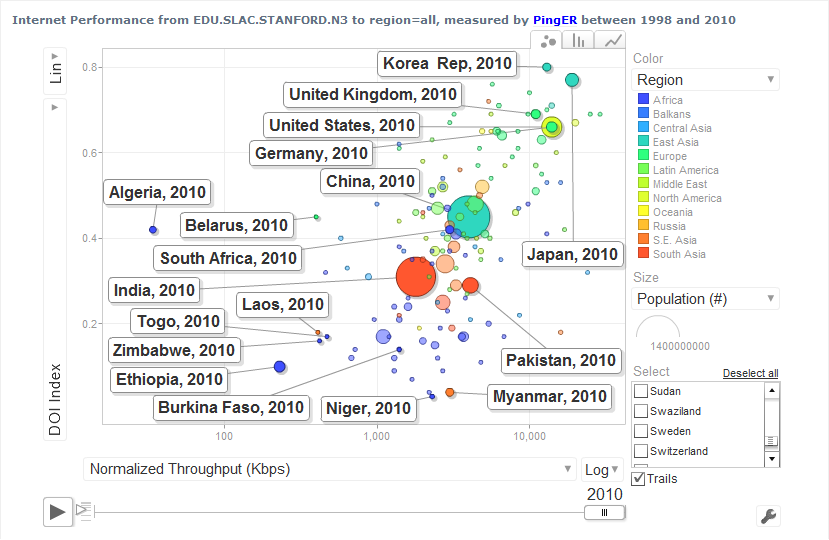 Internet Performance from EDU.SLAC.STANFORD.N3 to region=all, measured by PingER between 1998 and 2010
Lin
DOI Index
0.8
0.6
0.4
0.2
Korea Rep, 2010
United Kingdom, 2010
United States, 2010
Germany, 2010
China, 2010
Algeria, 2010
Belarus, 2010
South Africa, 2010
Japan, 2010
India, 2010
Laos, 2010
Togo, 2010
Zimbabwe, 2010
Pakistan, 2010
Ethiopia, 2010
Burkina Faso, 2010
Niger, 2010
Myanmar, 2010
100
1,000
10,000
Normalized Throughput (Kbps)
Log
2010
Color
Region
Africa
Balkans
Central Asia
East Asia
Europe
Latin America
Middle East
North America
Oceania
Russia
S.E. Asia
South Asia
Size
Population (#)
1400000000
Select
Deselect all
Sudan
Swaziland
Sweden
Switzerland
Trails